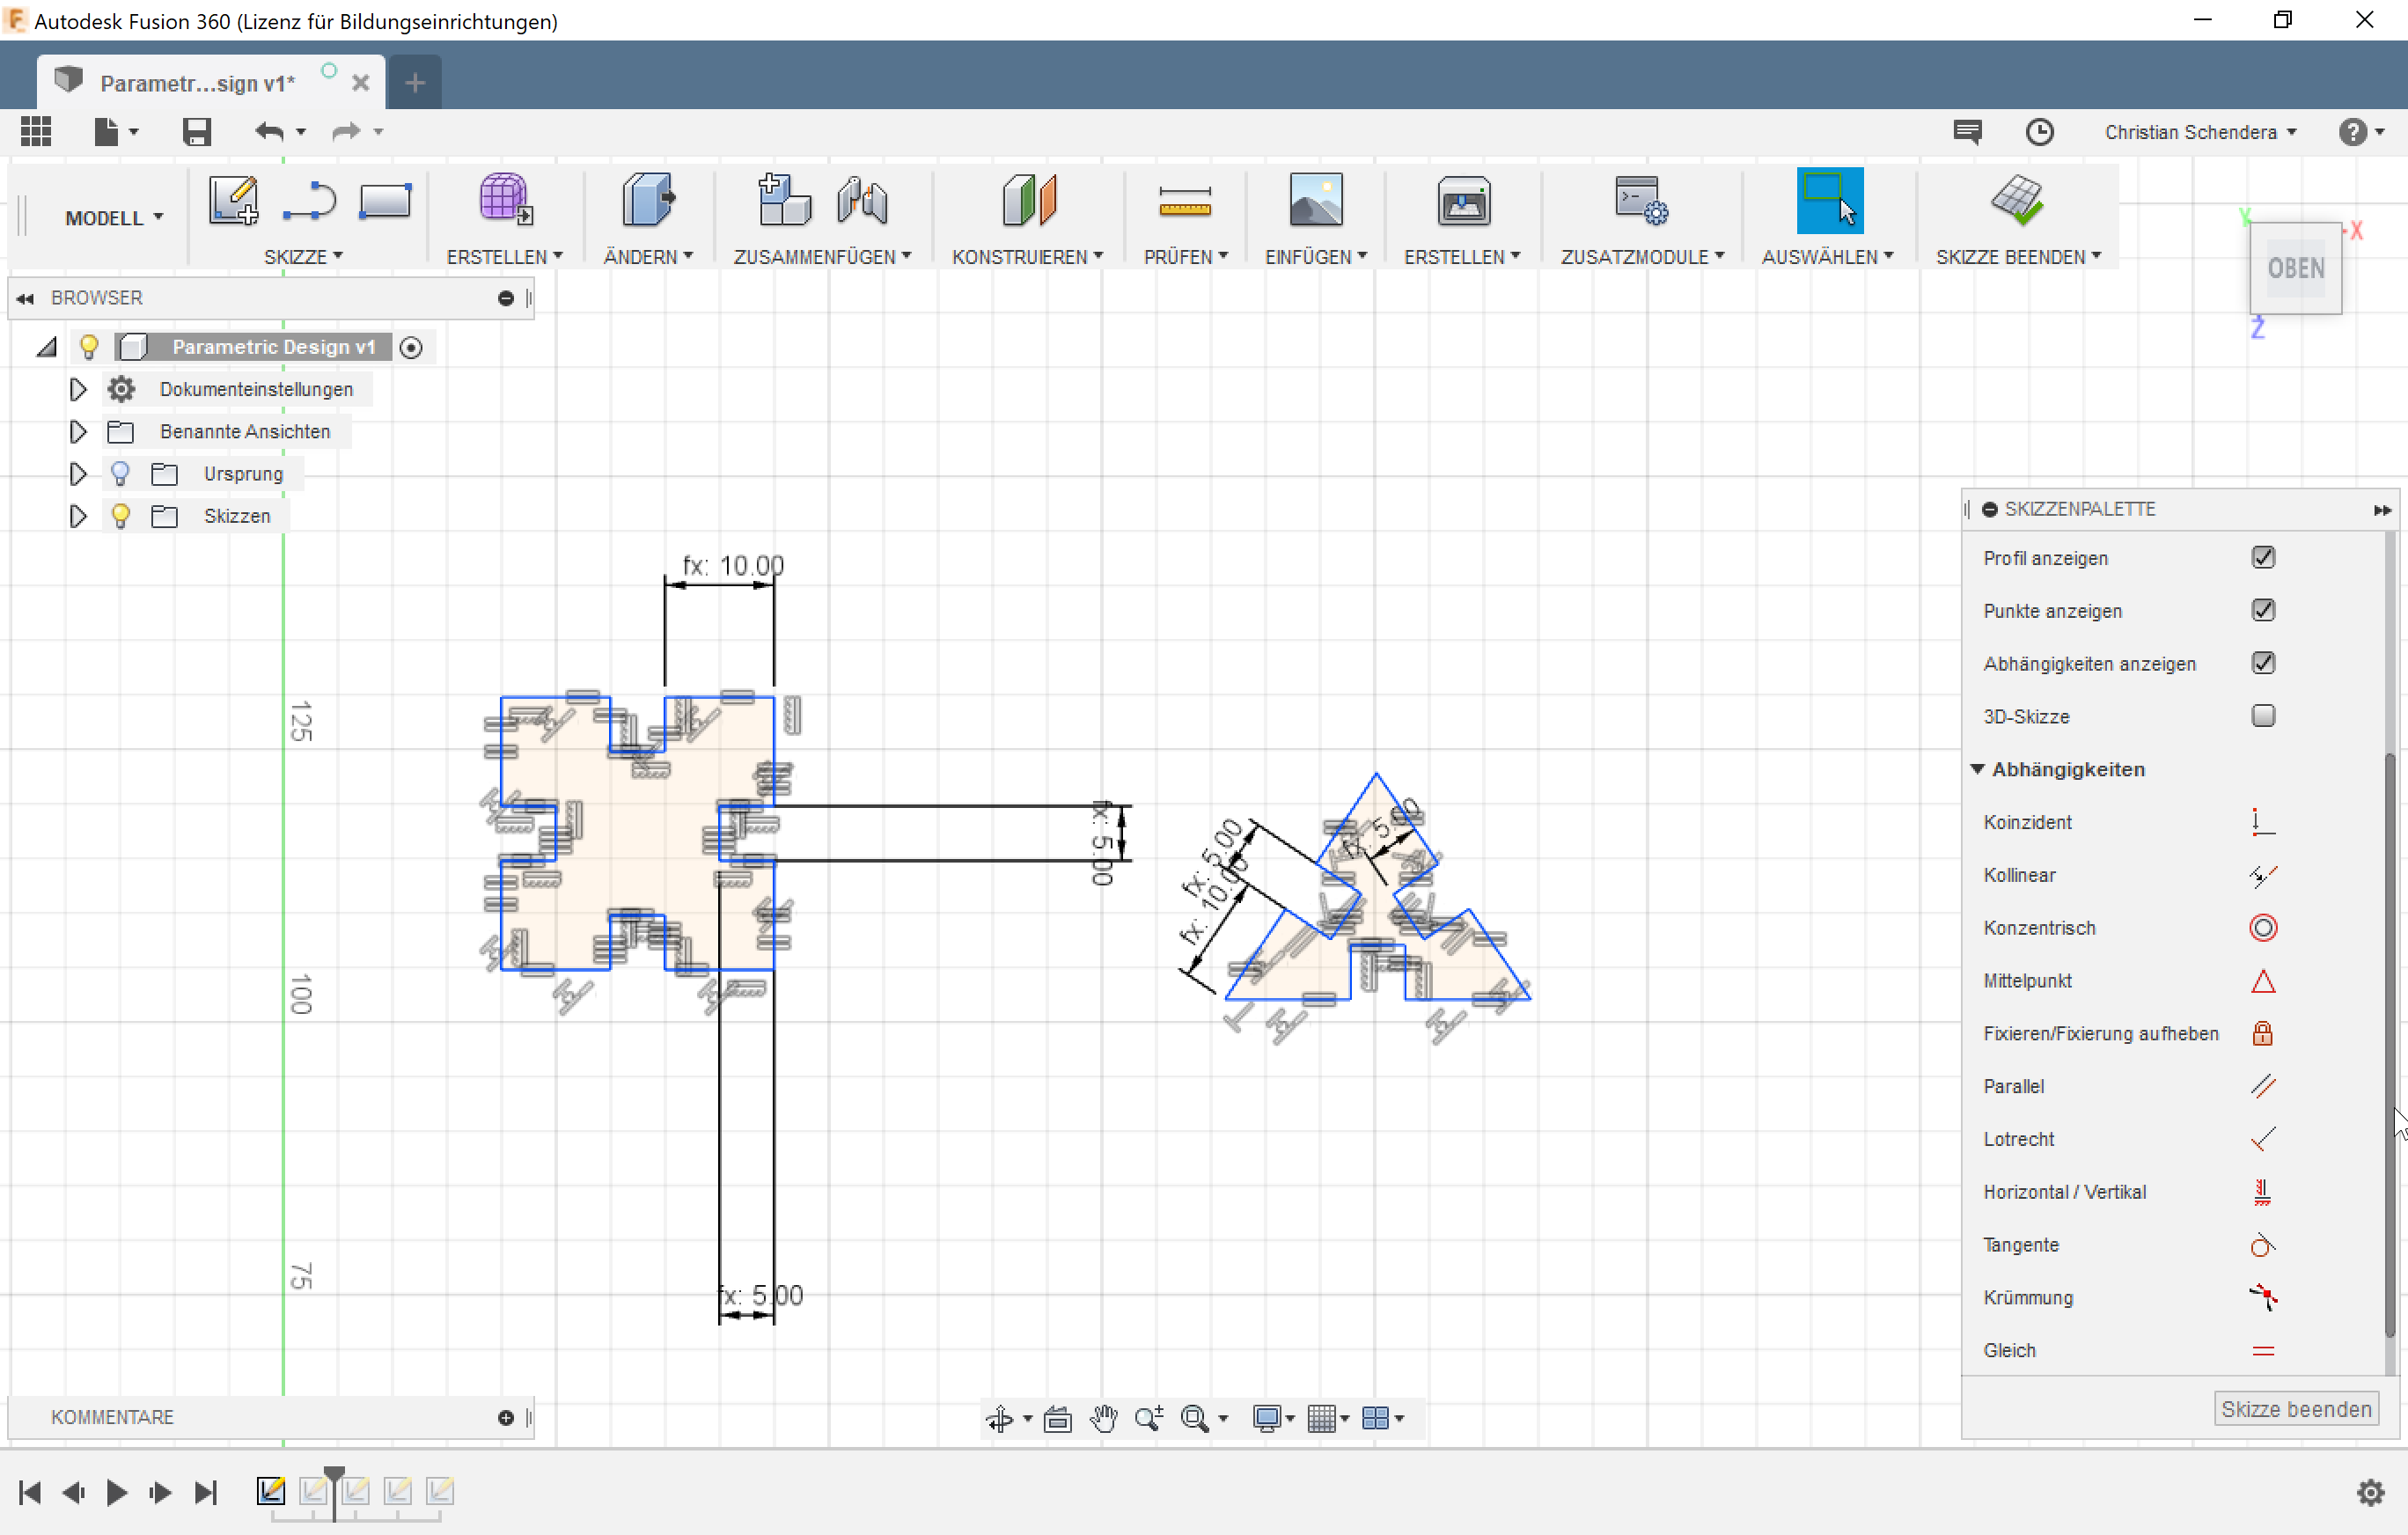 Autodesk Fusion 360 (Lizenz für Bildungseinrichtungen)
Parametr...sign v1*
Christian Schendera
MODELL
SKIZZE
ERSTELLEN
ÄNDERN
ZUSAMMENFÜGEN
KONSTRUIEREN
PRÜFEN
EINFÜGEN
ERSTELLEN
ZUSATZMODULE
AUSWÄHLEN
SKIZZE BEENDEN
Y
X
OBEN
Z
BROWSER
Parametric Design v1
Dokumenteinstellungen
Benannte Ansichten
Ursprung
Skizzen
fx: 10.00
125
100
75
fx: 5.00
fx: 5.00
fx: 5.00
fx: 10.00
fx: 5.00
SKIZZENPALETTE
Profil anzeigen
Punkte anzeigen
Abhängigkeiten anzeigen
3D-Skizze
Abhängigkeiten
Koinzident
Kollinear
Konzentrisch
Mittelpunkt
Fixieren/Fixierung aufheben
Parallel
Lotrecht
Horizontal / Vertikal
Tangente
Krümmung
Gleich
Skizze beenden
KOMMENTARE